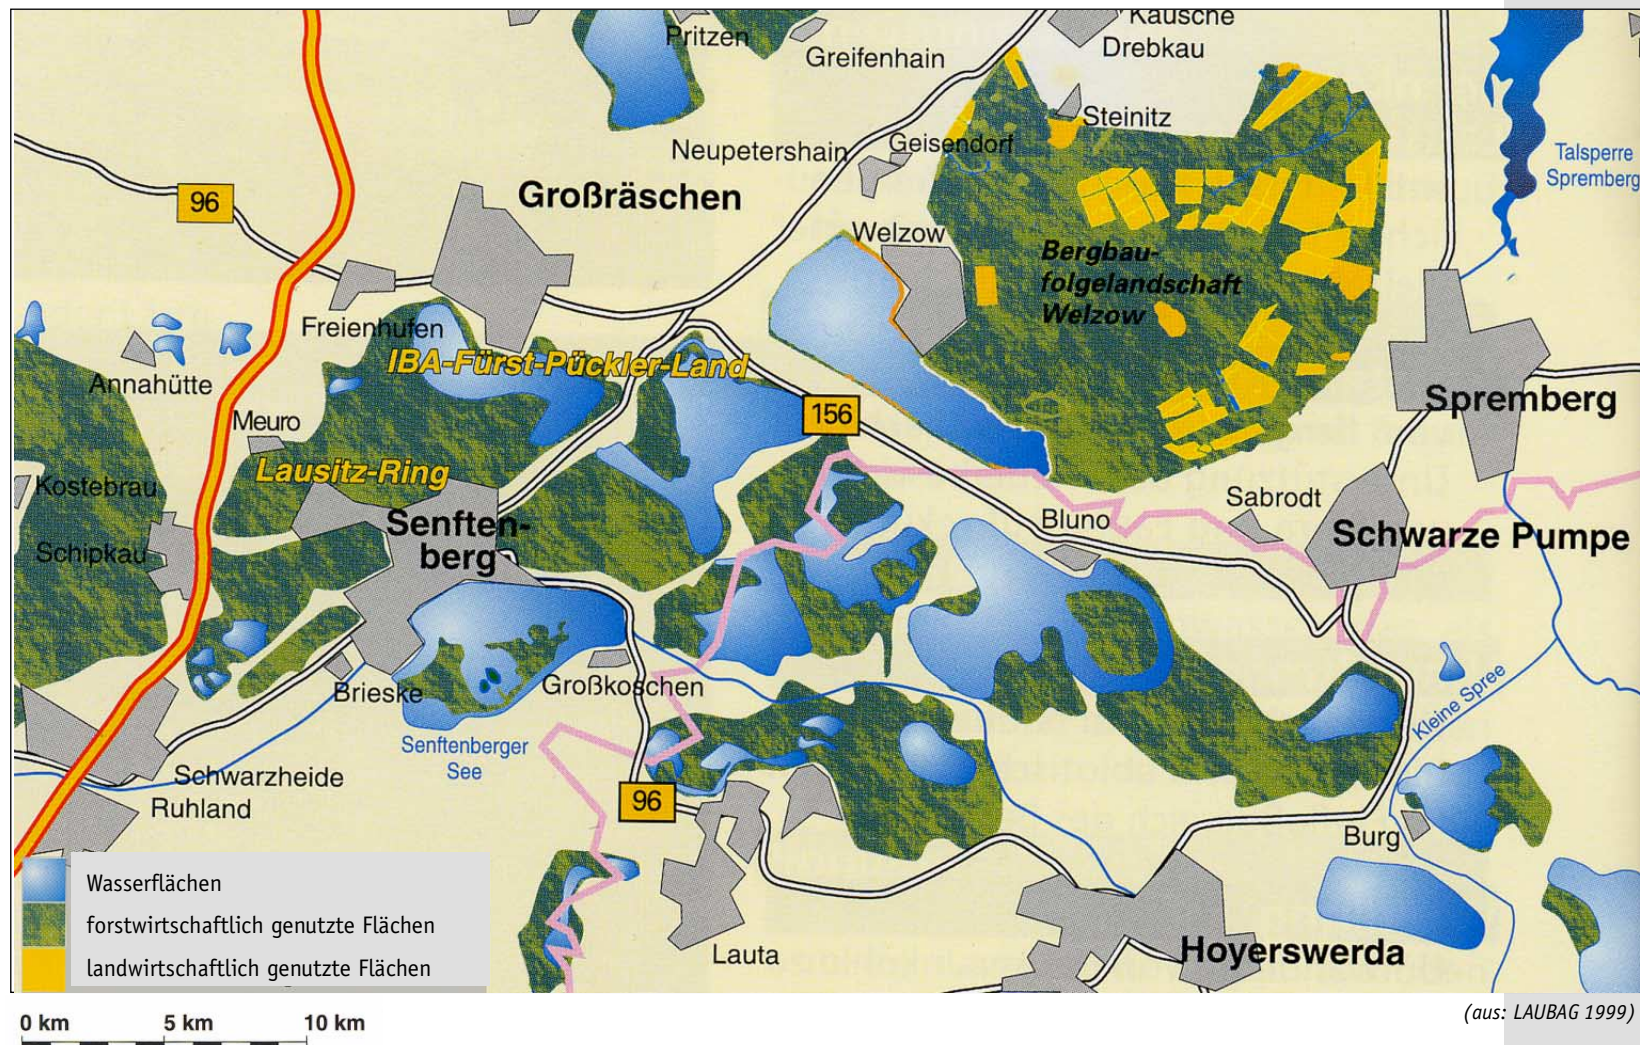 Kausche
Drebkau
Pritzen
Greifenhain
Steinitz
Neupetershain
Geisendorf
Talsperre
Spremberg
96
Großräschen
Welzow
Bergbau-
folgelandschaft
Welzow
Freienhufen
IBA-Fürst-Pückler-Land
Annahütte
156
Spremberg
Meuro
Lausitz-Ring
Kostebrau
Sabrodt
Senften-
berg
Bluno
Schwarze Pumpe
Schipkau
Brieske
Großkoschen
Kleine Spree
Senftenberger
See
Schwarzheide
Ruhland
96
Burg
Lauta
Hoyerswerda
Wasserflächen
forstwirtschaftlich genutzte Flächen
landwirtschaftlich genutzte Flächen
(aus: LAUBAG 1999)
0 km 5 km 10 km